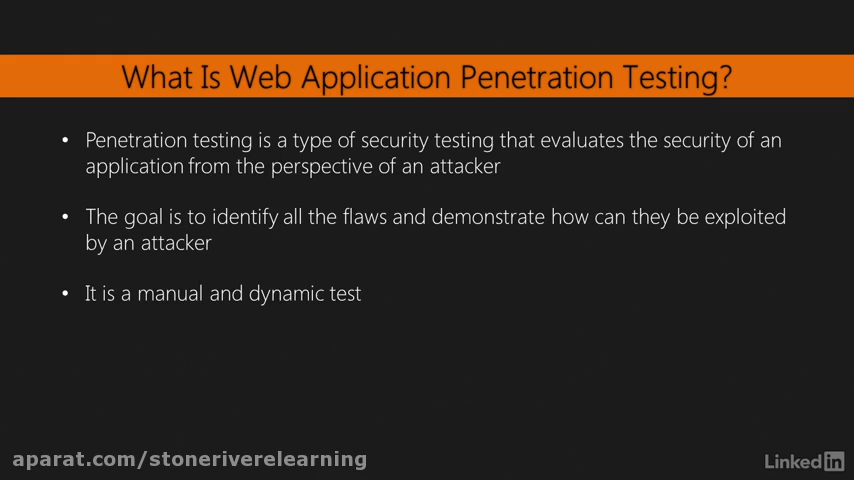 What Is Web Application Penetration Testing?
• Penetration testing is a type of security testing that evaluates the security of an
application from the perspective of an attacker
• The goal is to identify all the flaws and demonstrate how can they be exploited
by an attacker
• It is a manual and dynamic test
aparat.com/stoneriverelearning
Linked in